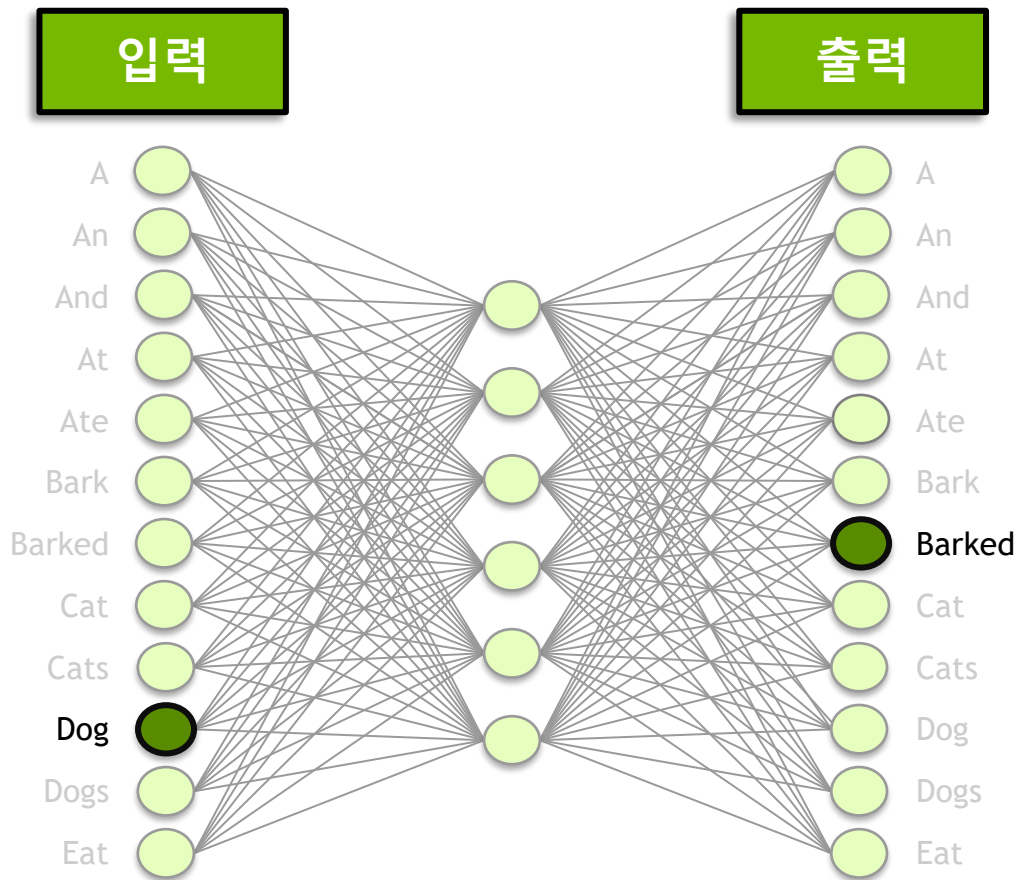 입력
출력
A
An
And
At
Ate
Bark
Barked
Cat
Cats
Dog
Dogs
Eat
A
An
And
At
Ate
Bark
Barked
Cat
Cats
Dog
Dogs
Eat